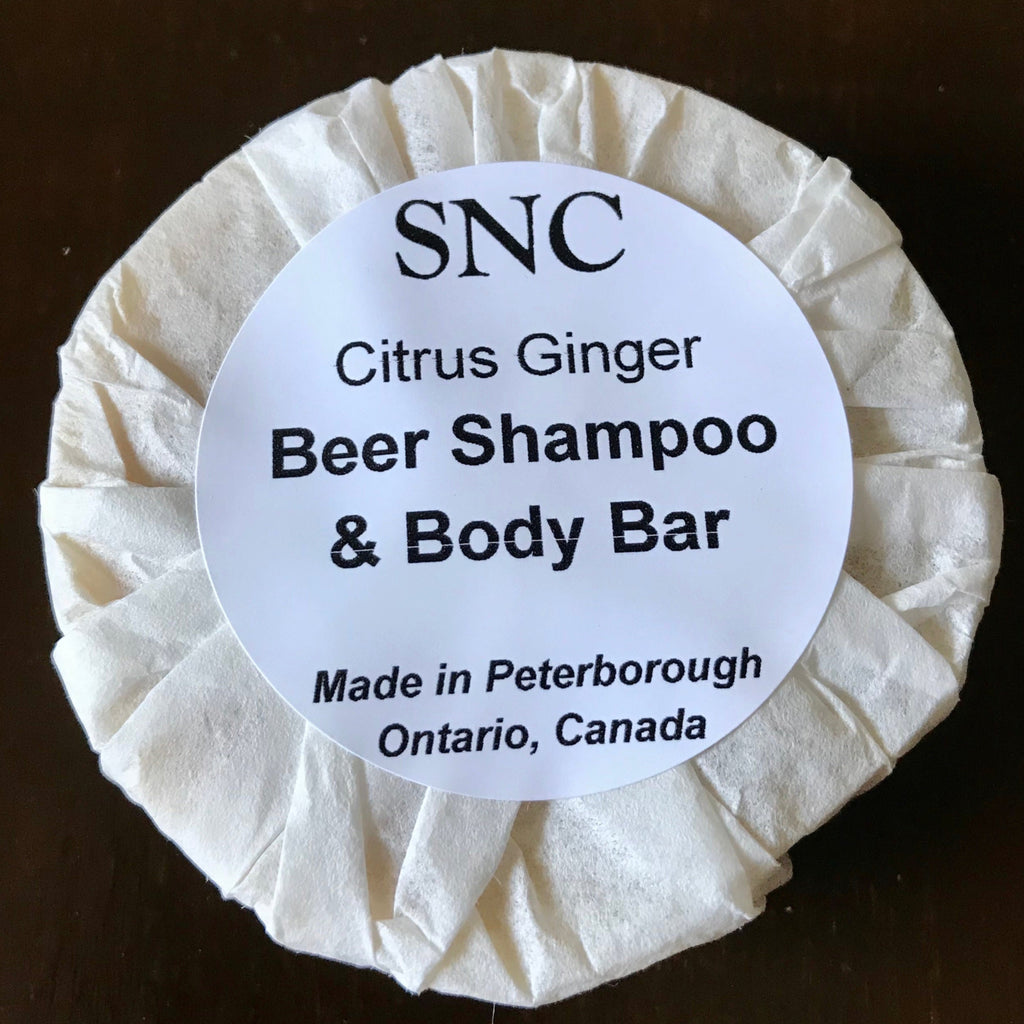 SNC
Citrus Ginger
Beer Shampoo
& Body Bar
Made in Peterborough
Ontario, Canada